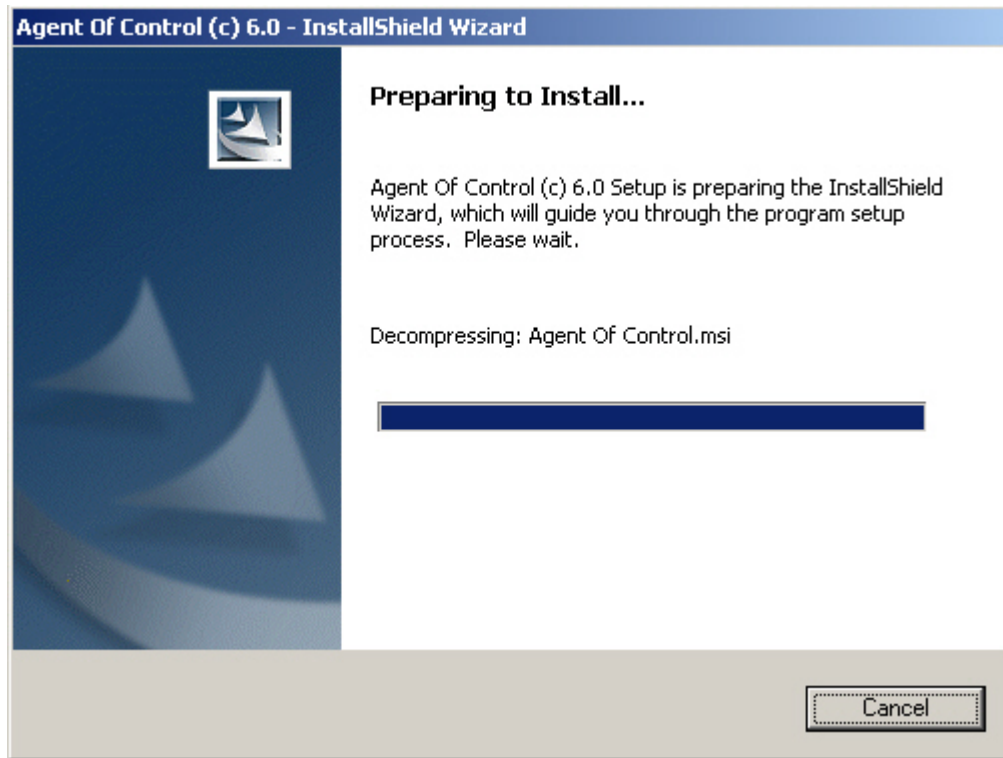 Agent Of Control (c) 6.0 - InstallShield Wizard
Preparing to Install...
Agent Of Control (c) 6.0 Setup is preparing the InstallShield
Wizard, which will guide you through the program setup
process.  Please wait.
Decompressing: Agent Of Control.msi
Cancel